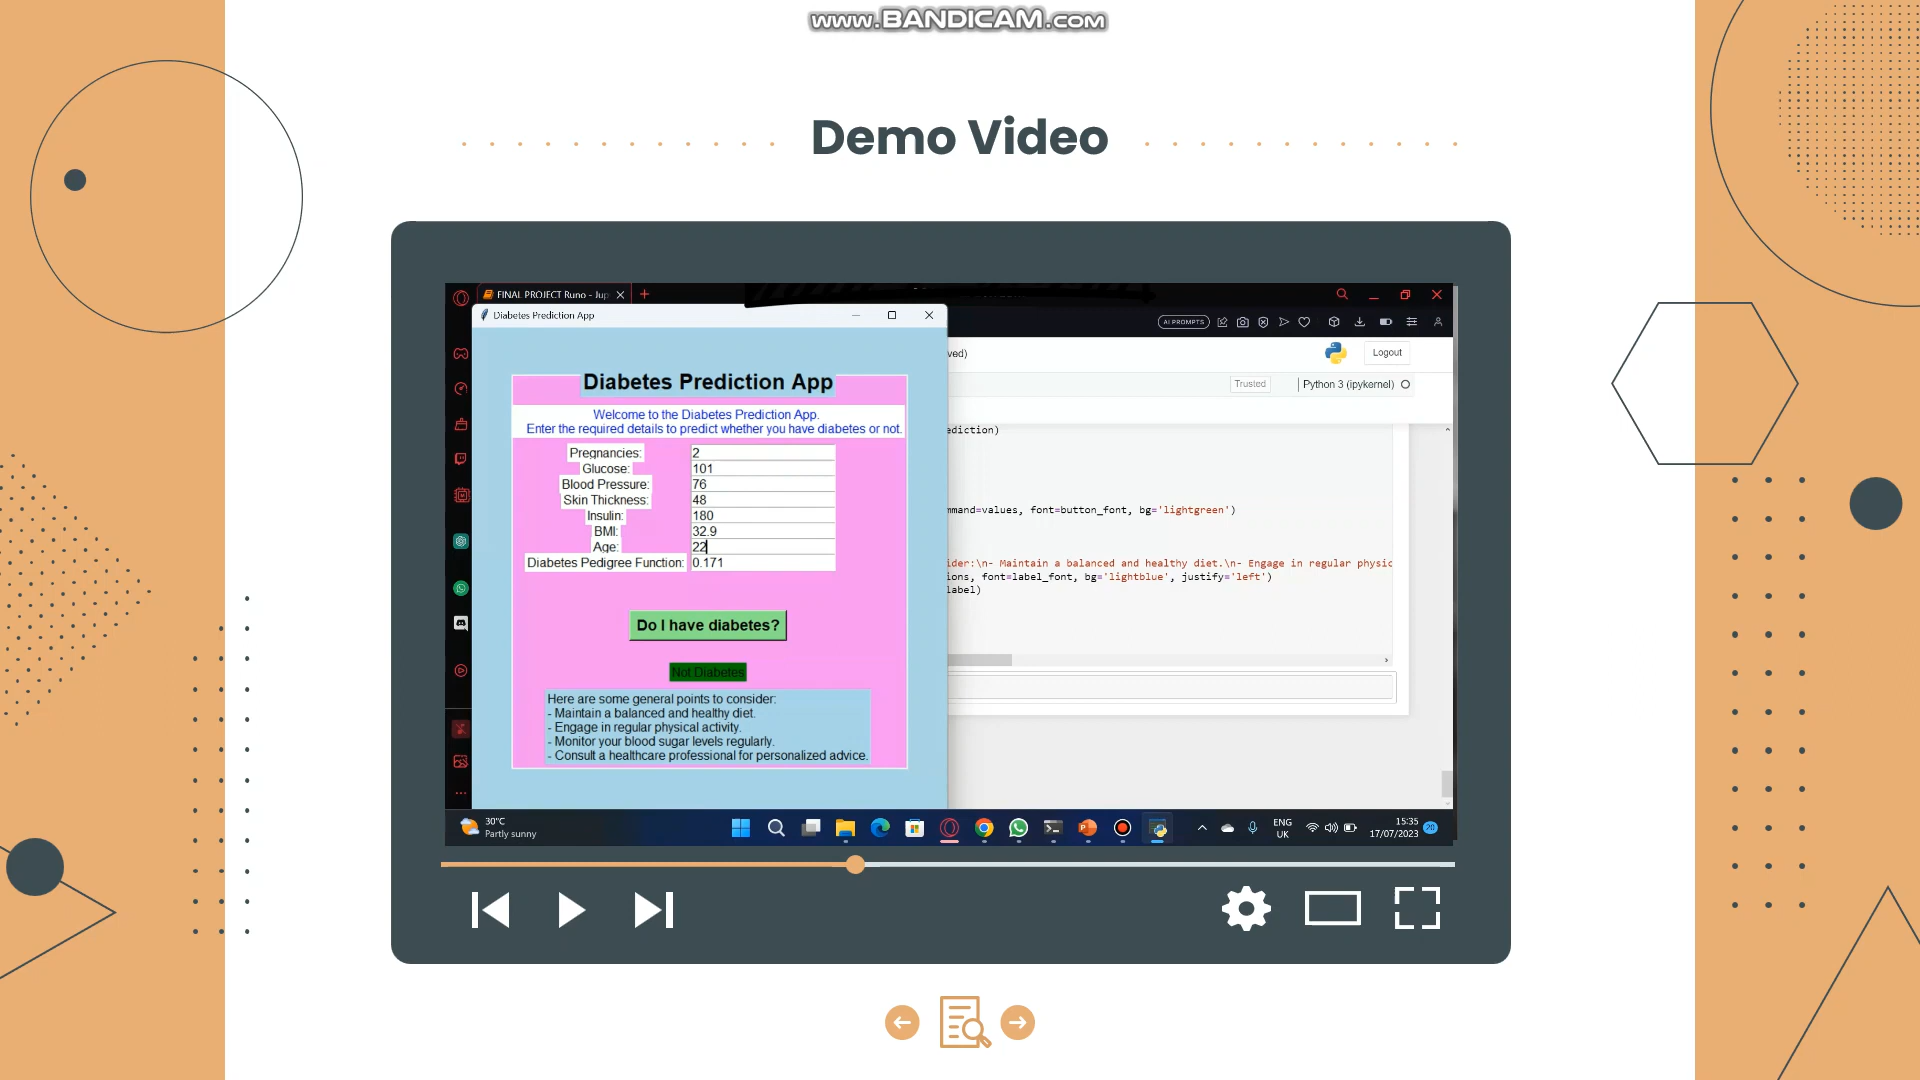 www.BANDICAM.com
Demo Video
FINAL PROJECT Runo - Jup
Diabetes Prediction App
AI PROMPTS
ved)
Logout
Trusted
Python 3 (ipykernel)
Diabetes Prediction App
Welcome to the Diabetes Prediction App.
Enter the required details to predict whether you have diabetes or not.
Pregnancies: 2
Glucose: 101
Blood Pressure: 76
Skin Thickness: 48
Insulin: 180
BMI: 32.9
Age: 22
Diabetes Pedigree Function: 0.171
Do I have diabetes?
Not Diabetes
Here are some general points to consider:
- Maintain a balanced and healthy diet.
- Engage in regular physical activity.
- Monitor your blood sugar levels regularly.
- Consult a healthcare professional for personalized advice.
ediction)
mmand=values, font=button_font, bg='lightgreen')
ider:\n- Maintain a balanced and healthy diet.\n- Engage in regular physic
ions, font=label_font, bg='lightblue', justify='left')
label)
30°C
Partly sunny
ENG
UK
15:35
17/07/2023
20